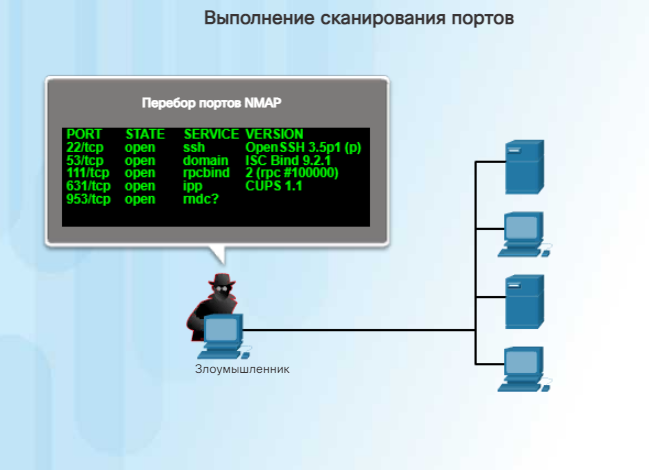 Выполнение сканирования портов
Перебор портов NMAP
PORT STATE SERVICE VERSION
22/tcp open ssh OpenSSH 3.5p1 (p)
53/tcp open domain ISC Bind 9.2.1
111/tcp open rpcbind 2 (rpc #100000)
631/tcp open ipp CUPS 1.1
953/tcp open rndc?
Злоумышленник